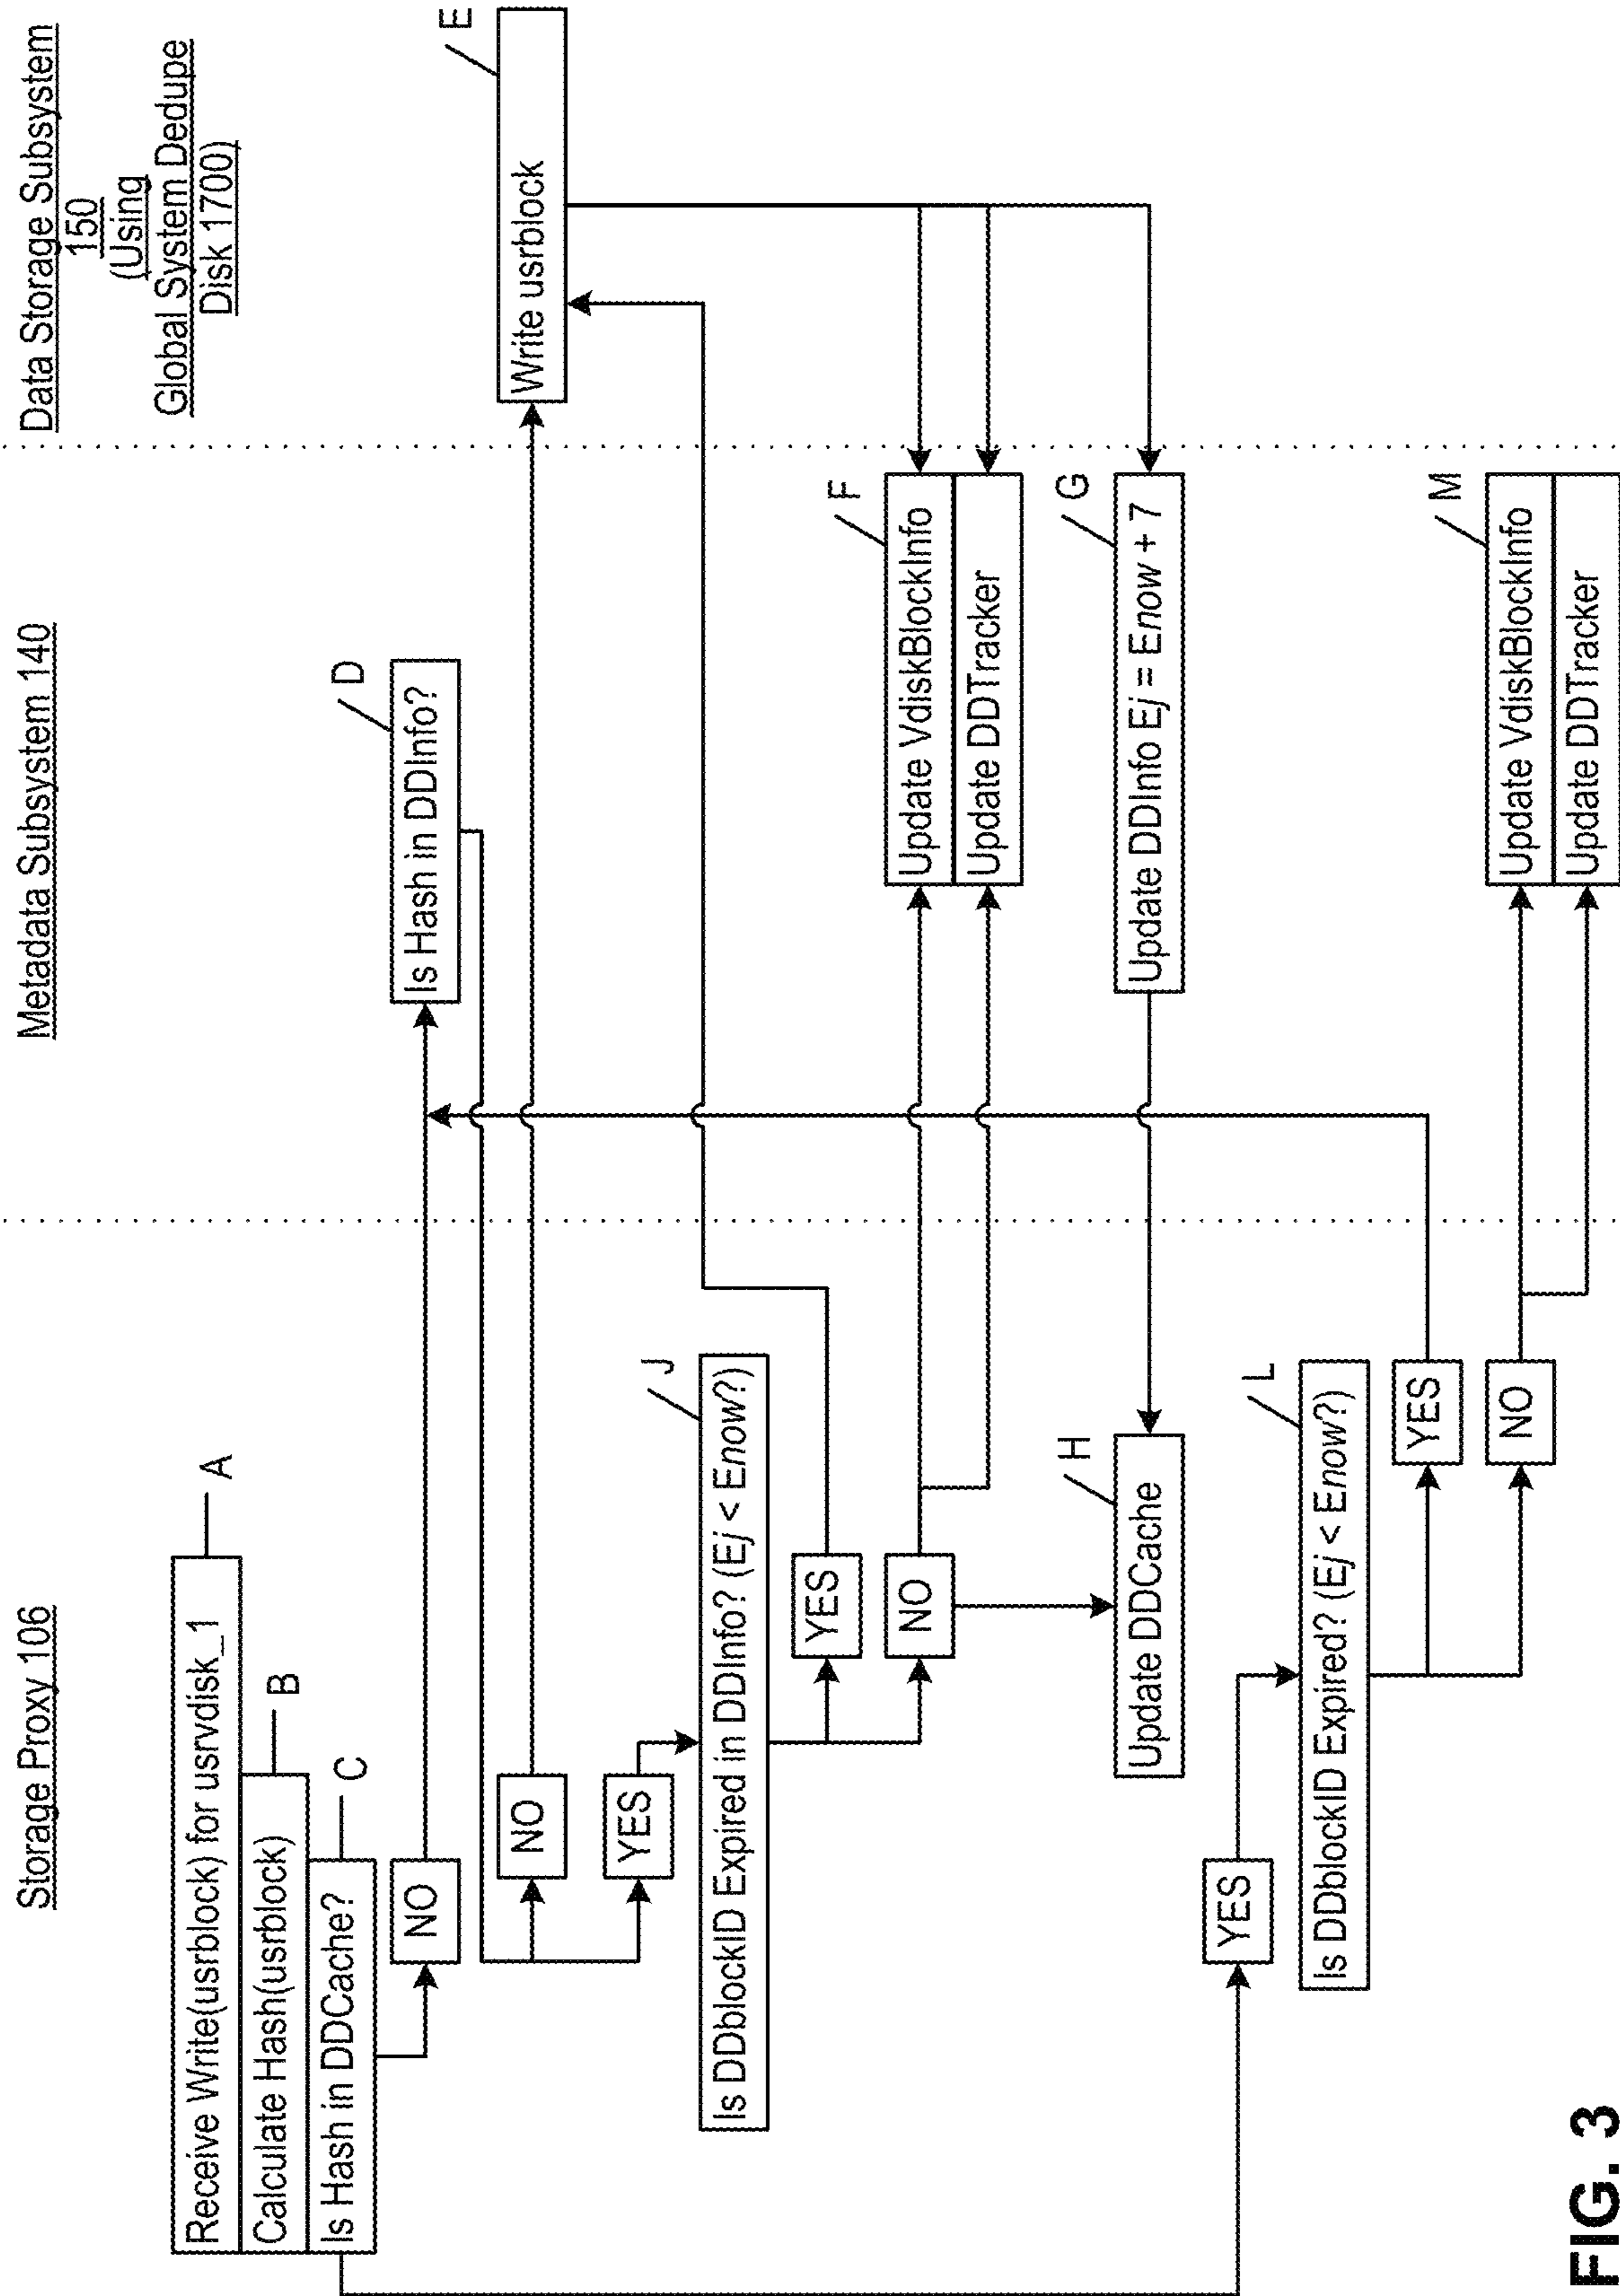 Storage Proxy 106
Metadata Subsystem 140
Data Storage Subsystem
150
(Using
Global System Dedupe
Disk 1700)
Receive Write(usrblock) for usrvdisk_1
A
Calculate Hash(usrblock)
B
Is Hash in DDCache?
C
NO
Is Hash in DDInfo?
D
NO
Write usrblock
E
YES
Is DDblockID Expired in DDInfo? (Ej < Enow?)
J
YES
NO
Update VdiskBlockInfo
F
Update DDTracker
Update DDCache
H
Update DDInfo Ej = Enow + 7
G
YES
Is DDblockID Expired? (Ej < Enow?)
L
YES
NO
Update VdiskBlockInfo
M
Update DDTracker
FIG. 3